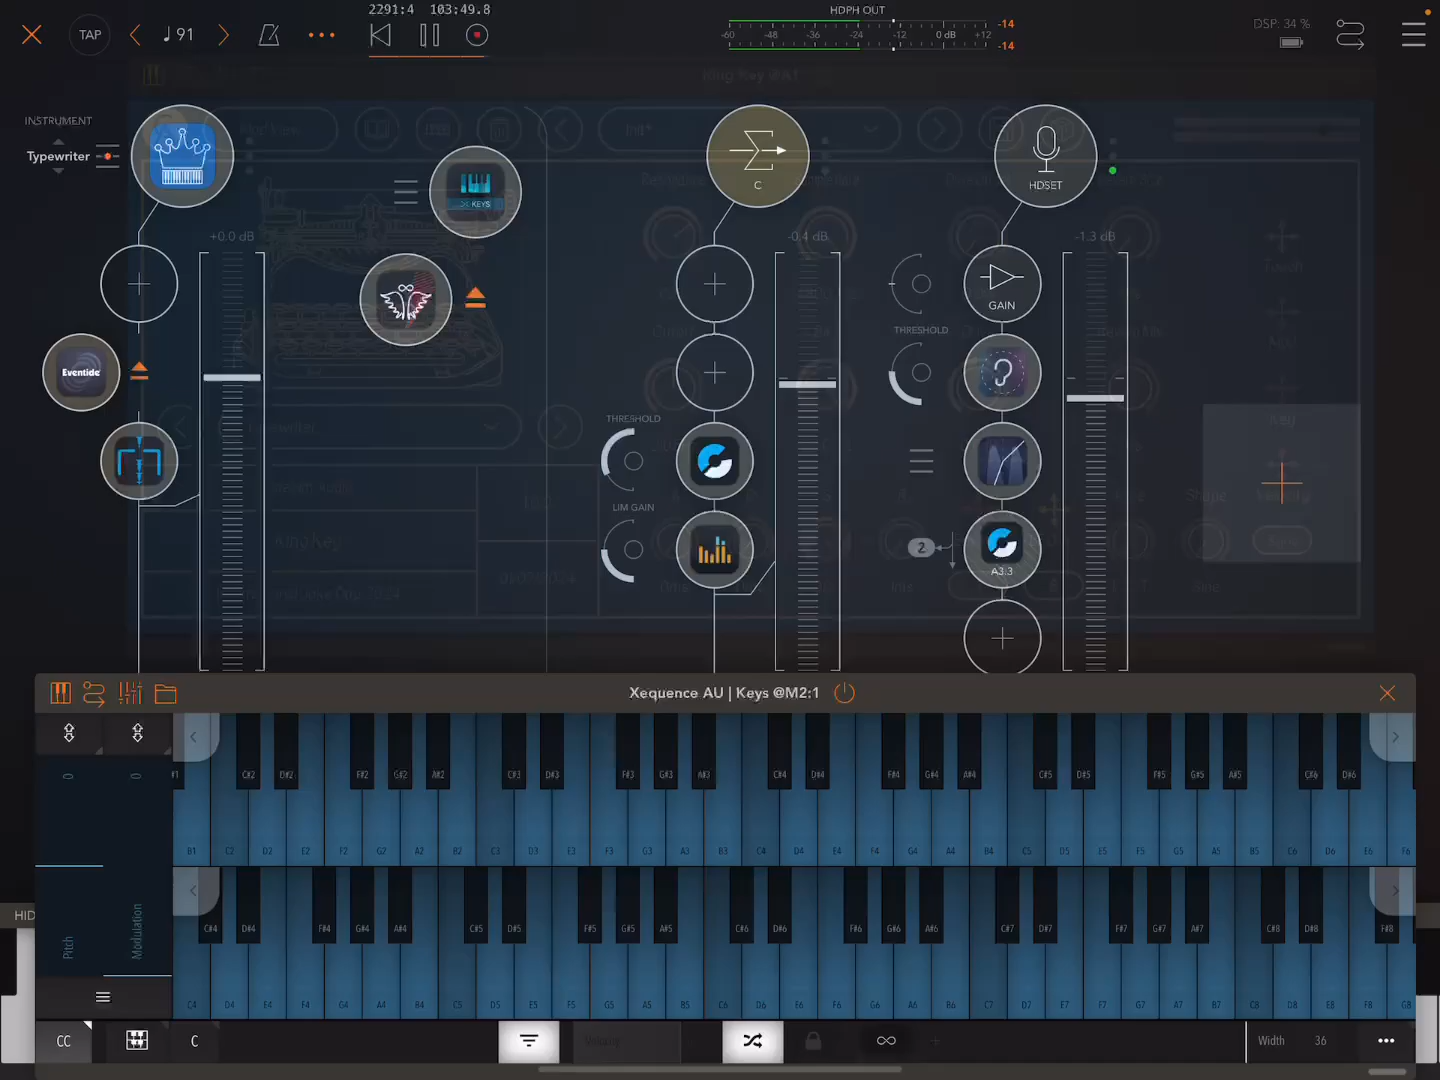 2291:4 103:49.8
HDPH OUT
TAP
♩91
-60 -48 -36 -24 -12 0 dB +12
-14
-14
DSP: 34 %
King Key @A1
INSTRUMENT
Typewriter
C
HDSET
KEYS
+0.0 dB
-0.4 dB
-1.3 dB
GAIN
THRESHOLD
Eventide
THRESHOLD
LIM GAIN
2
A3.3
King Key
Xequence AU | Keys @M2:1
0 0
C#2 D#2 F#2 G#2 A#2 C#3 D#3 F#3 G#3 A#3 C#4 D#4 F#4 G#4 A#4 C#5 D#5 F#5 G#5 A#5 C#6 D#6
B1 C2 D2 E2 F2 G2 A2 B2 C3 D3 E3 F3 G3 A3 B3 C4 D4 E4 F4 G4 A4 B4 C5 D5 E5 F5 G5 A5 B5 C6 D6 E6 F6
HID
Pitch
Modulation
C#4 D#4 F#4 G#4 A#4 C#5 D#5 F#5 G#5 A#5 C#6 D#6 F#6 G#6 A#6 C#7 D#7 F#7 G#7 A#7 C#8 D#8 F#8
C4 D4 E4 F4 G4 A4 B4 C5 D5 E5 F5 G5 A5 B5 C6 D6 E6 F6 G6 A6 B6 C7 D7 E7 F7 G7 A7 B7 C8 D8 E8 F8 G8
CC
C
Width 36